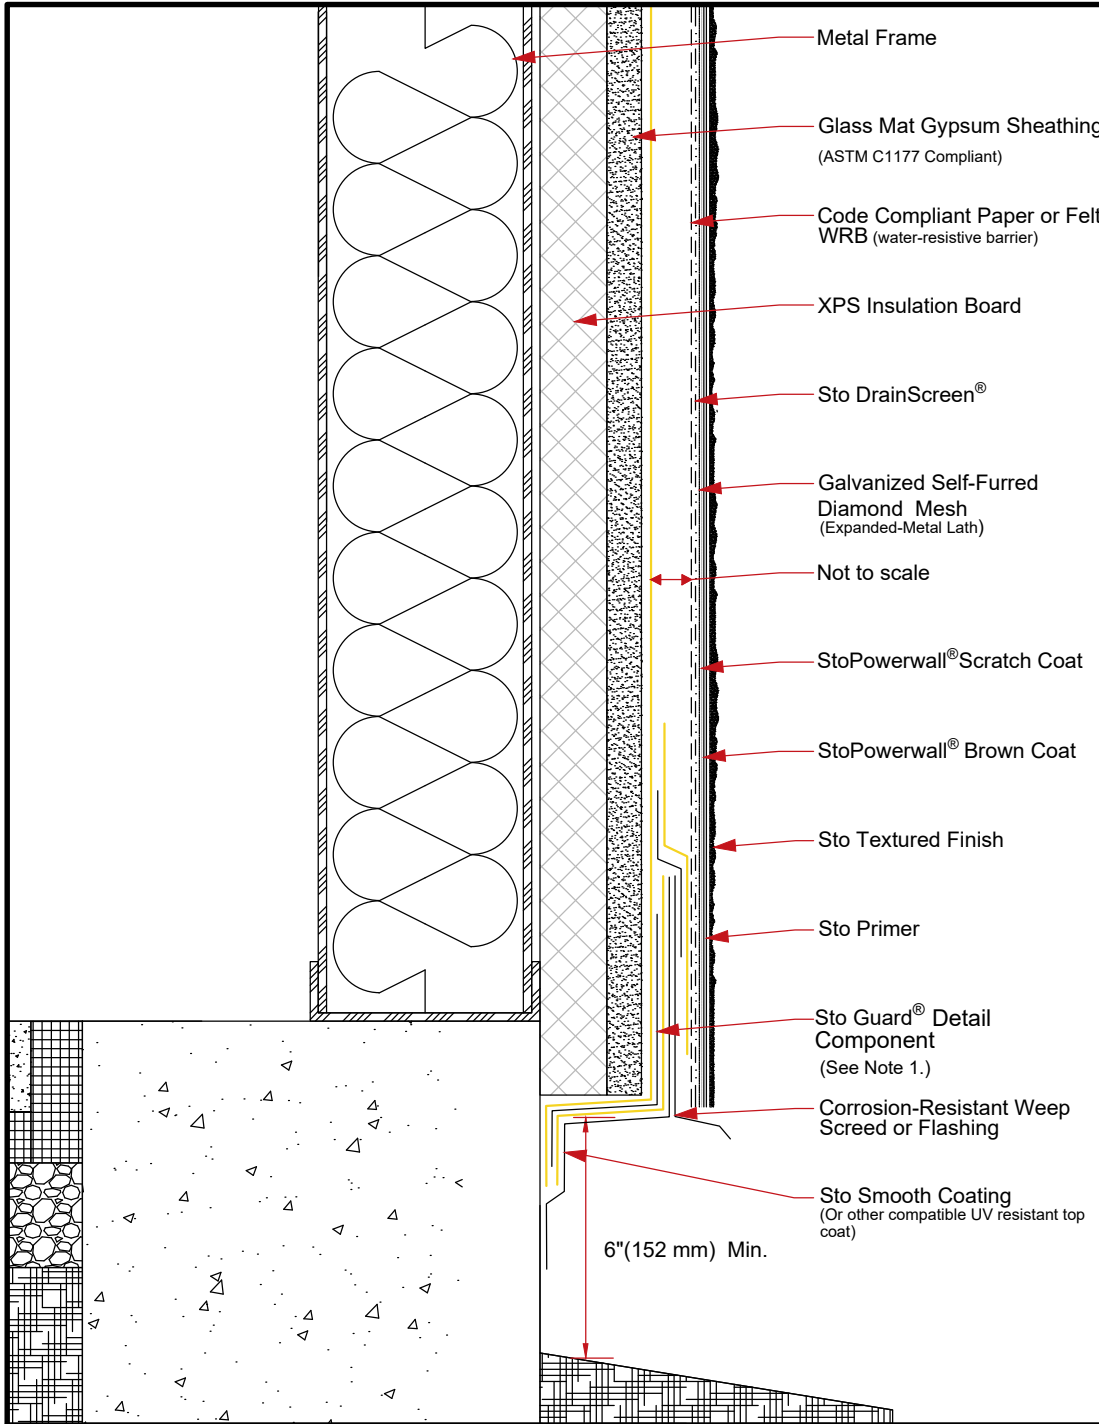 Metal Frame
Glass Mat Gypsum Sheathing
(ASTM C1177 Compliant)
Code Compliant Paper or Felt
WRB (water-resistive barrier)
XPS Insulation Board
Sto DrainScreen®
Galvanized Self-Furred
Diamond Mesh
(Expanded-Metal Lath)
Not to scale
StoPowerwall® Scratch Coat
StoPowerwall® Brown Coat
Sto Textured Finish
Sto Primer
Sto Guard® Detail
Component
(See Note 1.)
Corrosion-Resistant Weep
Screed or Flashing
Sto Smooth Coating
(Or other compatible UV resistant top
coat)
6"(152 mm) Min.